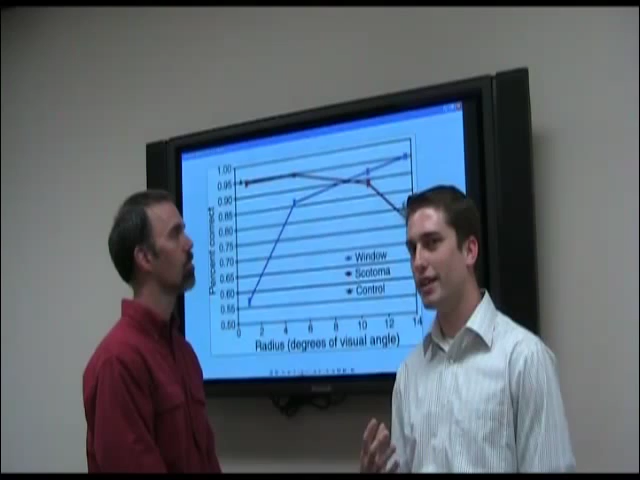 1.00
0.95
0.90
0.85
0.80
0.75
0.70
0.65
0.60
0.55
0.50
Percent correct
Window
Scotoma
Control
0 2 4 6 8 10 12 14
Radius (degrees of visual angle)